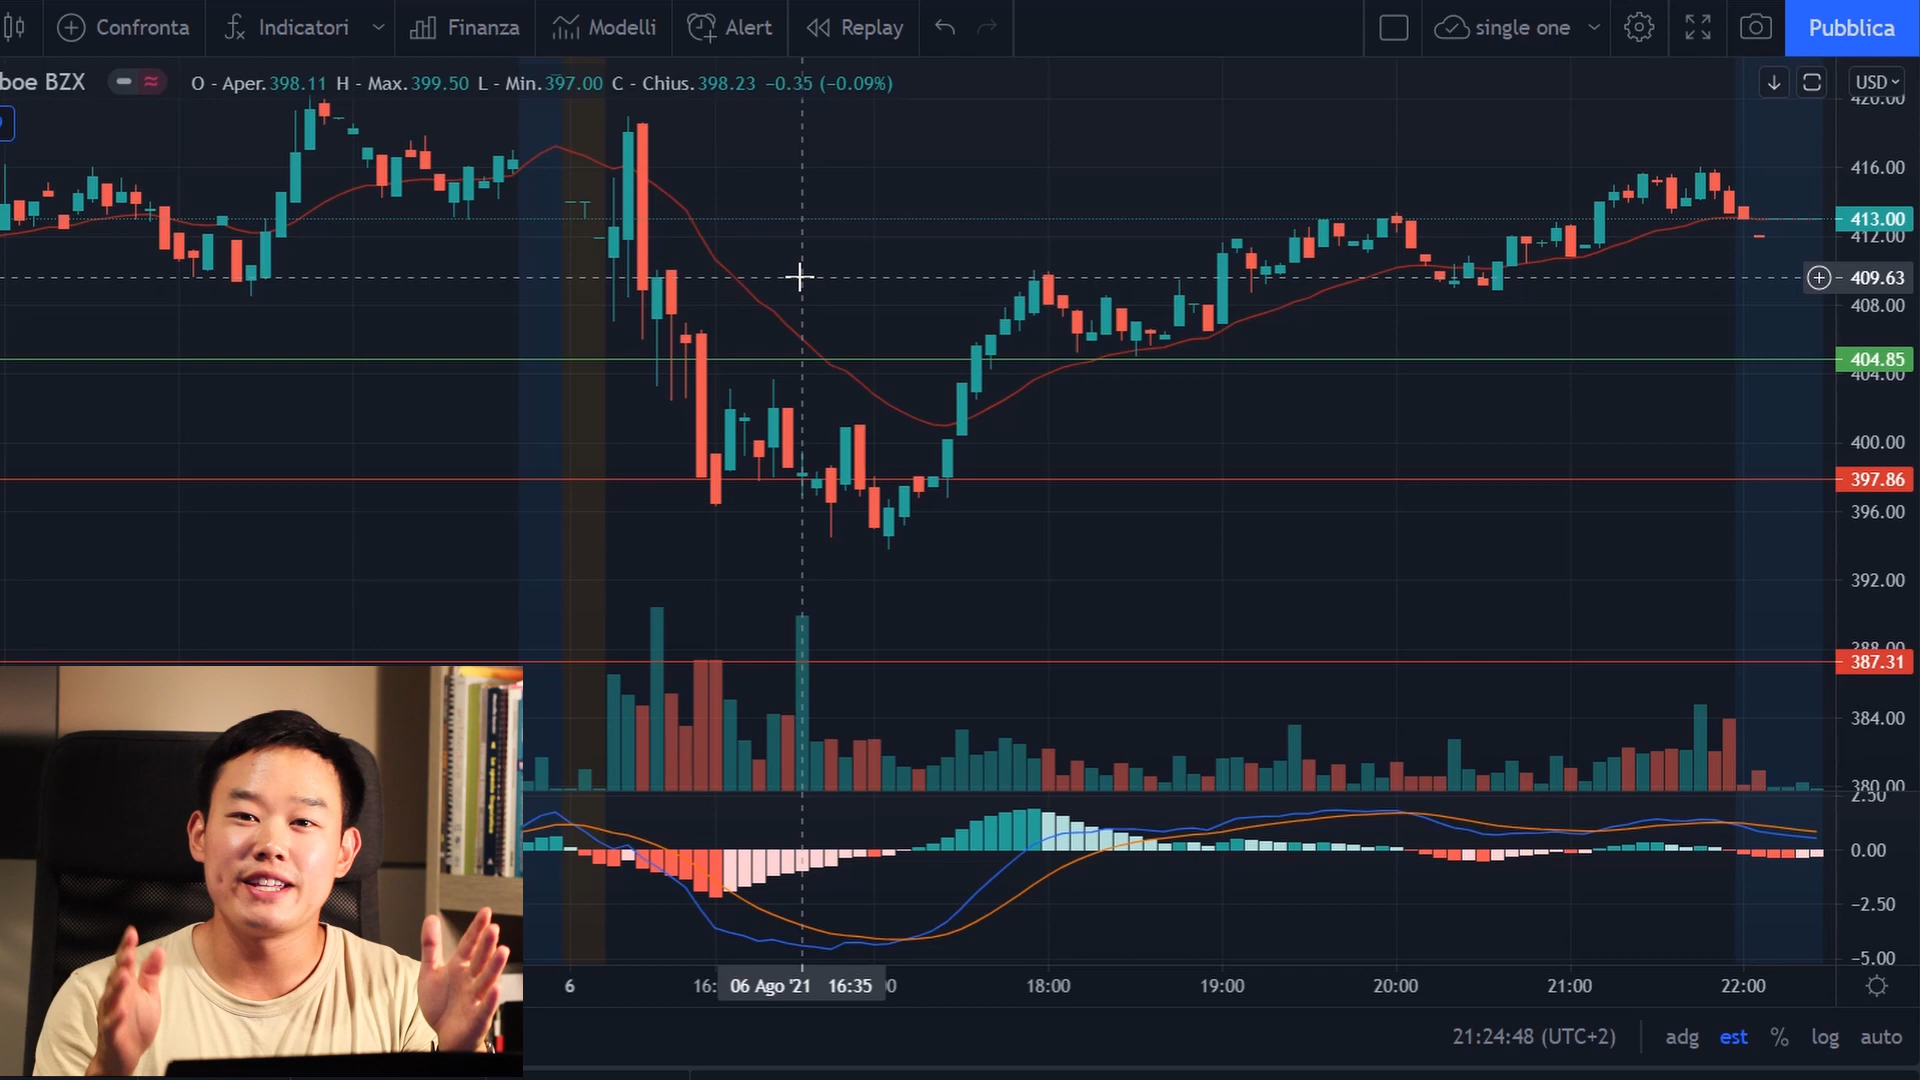 Confronta
Indicatori
Finanza
Modelli
Alert
Replay
single one
Pubblica
boe BZX
O - Aper.398.11 H - Max.399.50 L - Min.397.00 C - Chius.398.23 −0.35 (−0.09%)
USD
420.00
416.00
413.00
412.00
409.63
408.00
404.85
404.00
400.00
397.86
396.00
392.00
388.00
387.31
384.00
380.00
2.50
0.00
−2.50
−5.00
6
16:
06 Ago '21 16:35
0
18:00
19:00
20:00
21:00
22:00
21:24:48 (UTC+2)
adg
est
%
log
auto